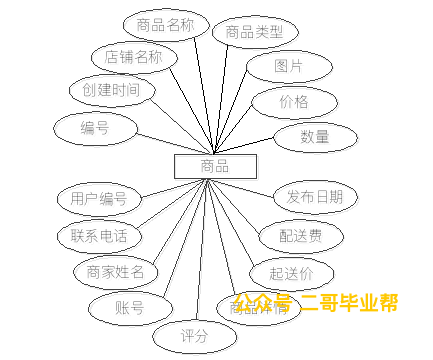 商品名称
商品类型
店铺名称
图片
创建时间
价格
编号
数量
商品
用户编号
发布日期
联系电话
配送费
商家姓名
起送价
账号
商品详情
公众号 二哥毕业帮
评分